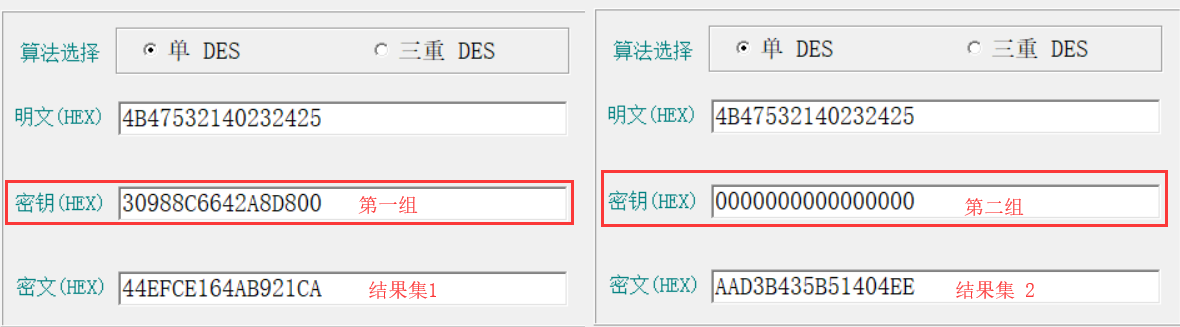 算法选择 单 DES 三重 DES
明文(HEX) 4B47532140232425
密钥(HEX) 30988C6642A8D800 第一组
密文(HEX) 44EFCE164AB921CA 结果集1
算法选择 单 DES 三重 DES
明文(HEX) 4B47532140232425
密钥(HEX) 0000000000000000 第二组
密文(HEX) AAD3B435B51404EE 结果集 2